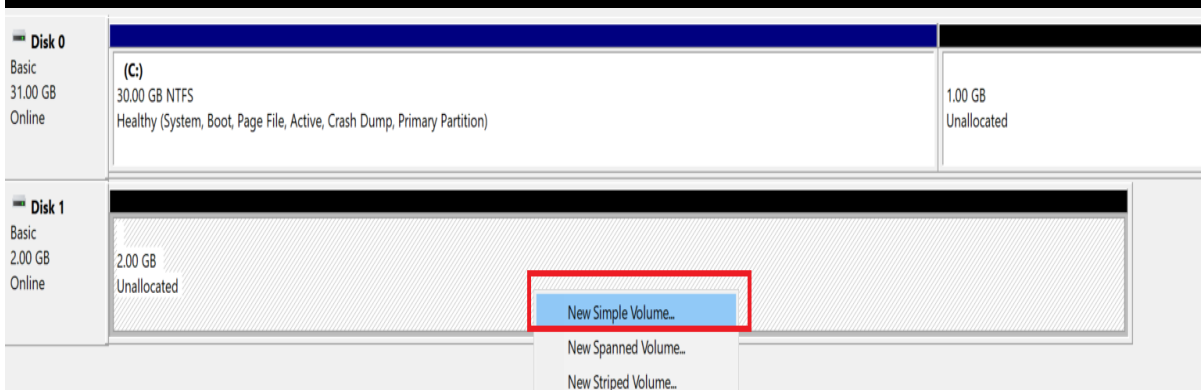 Disk 0
Basic
31.00 GB
Online
(C:)
30.00 GB NTFS
Healthy (System, Boot, Page File, Active, Crash Dump, Primary Partition)
1.00 GB
Unallocated
Disk 1
Basic
2.00 GB
Online
2.00 GB
Unallocated
New Simple Volume...
New Spanned Volume...
New Striped Volume...